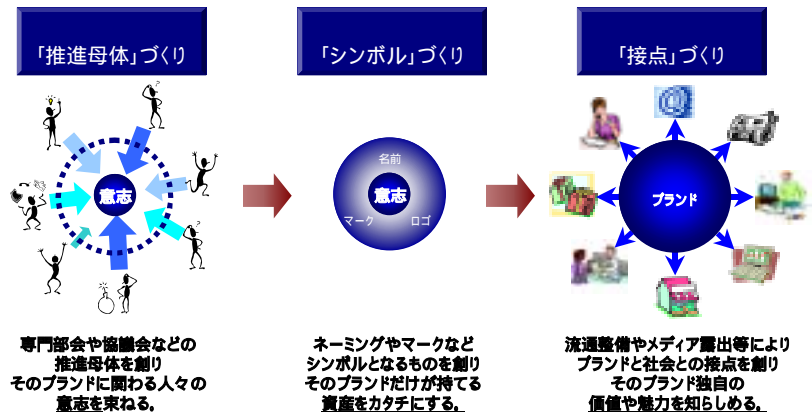 「推進母体」づくり
意志
専門部会や協議会などの
推進母体を創り
そのブランドに関わる人々の
意志を束ねる。
「シンボル」づくり
名前
意志
マーク
ロゴ
ネーミングやマークなど
シンボルとなるものを創り
そのブランドだけが持てる
資産をカタチにする。
「接点」づくり
ブランド
流通整備やメディア露出等により
ブランドと社会との接点を創り
そのブランド独自の
価値や魅力を知らしめる。